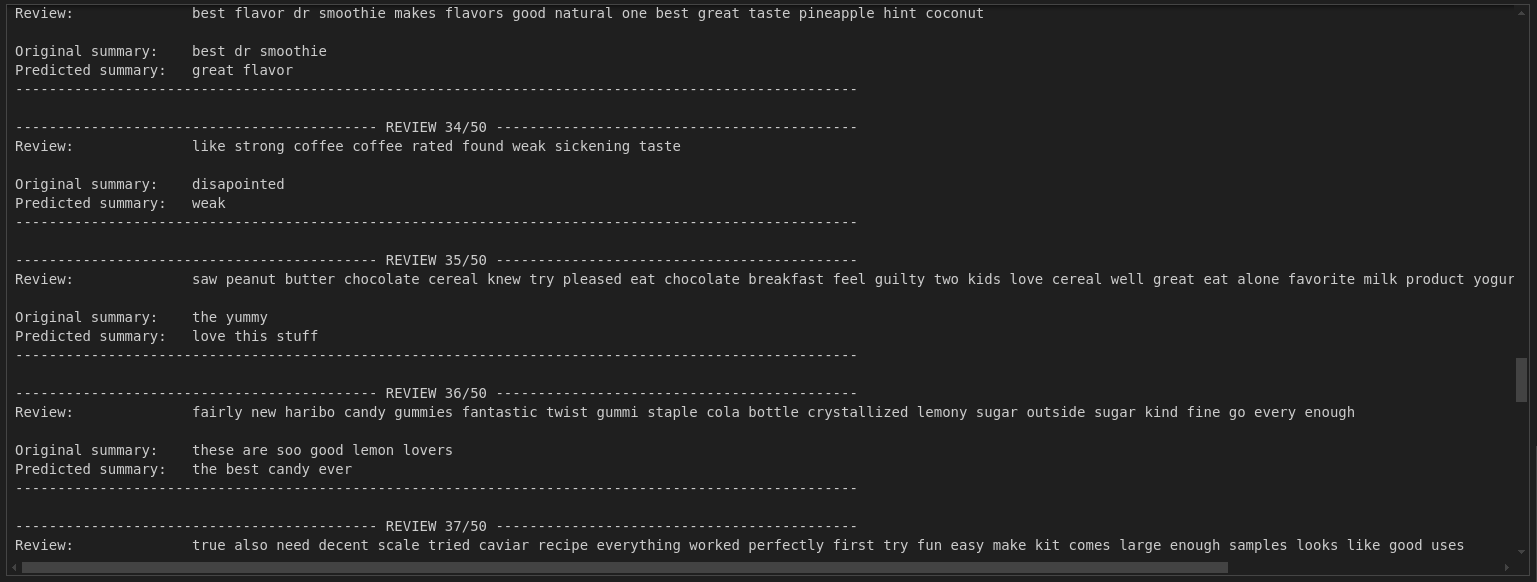 Review:              best flavor dr smoothie makes flavors good natural one best great taste pineapple hint coconut
Original summary:    best dr smoothie
Predicted summary:   great flavor
----------------------------------------------------------------------------------------------------
------------------------------------------- REVIEW 34/50 -------------------------------------------
Review:              like strong coffee coffee rated found weak sickening taste
Original summary:    disapointed
Predicted summary:   weak
----------------------------------------------------------------------------------------------------
------------------------------------------- REVIEW 35/50 -------------------------------------------
Review:              saw peanut butter chocolate cereal knew try pleased eat chocolate breakfast feel guilty two kids love cereal well great eat alone favorite milk product yogur
Original summary:    the yummy
Predicted summary:   love this stuff
----------------------------------------------------------------------------------------------------
------------------------------------------- REVIEW 36/50 -------------------------------------------
Review:              fairly new haribo candy gummies fantastic twist gummi staple cola bottle crystallized lemony sugar outside sugar kind fine go every enough
Original summary:    these are soo good lemon lovers
Predicted summary:   the best candy ever
----------------------------------------------------------------------------------------------------
------------------------------------------- REVIEW 37/50 -------------------------------------------
Review:              true also need decent scale tried caviar recipe everything worked perfectly first try fun easy make kit comes large enough samples looks like good uses